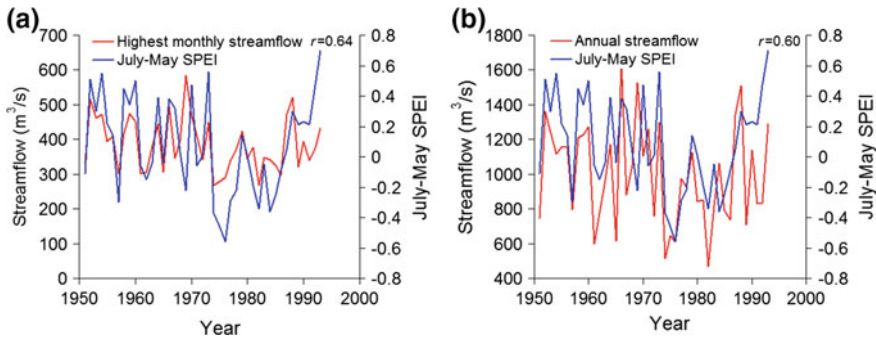 (a)
Highest monthly streamflow r=0.64
July-May SPEI
700
600
500
400
300
200
100
0
Streamflow (m³/s)
0.8
0.6
0.4
0.2
0
-0.2
-0.4
-0.6
-0.8
July-May SPEI
1950 1960 1970 1980 1990 2000
Year
(b)
Annual streamflow r=0.60
July-May SPEI
1800
1600
1400
1200
1000
800
600
400
Streamflow (m³/s)
0.8
0.6
0.4
0.2
0
-0.2
-0.4
-0.6
-0.8
July-May SPEI
1950 1960 1970 1980 1990 2000
Year